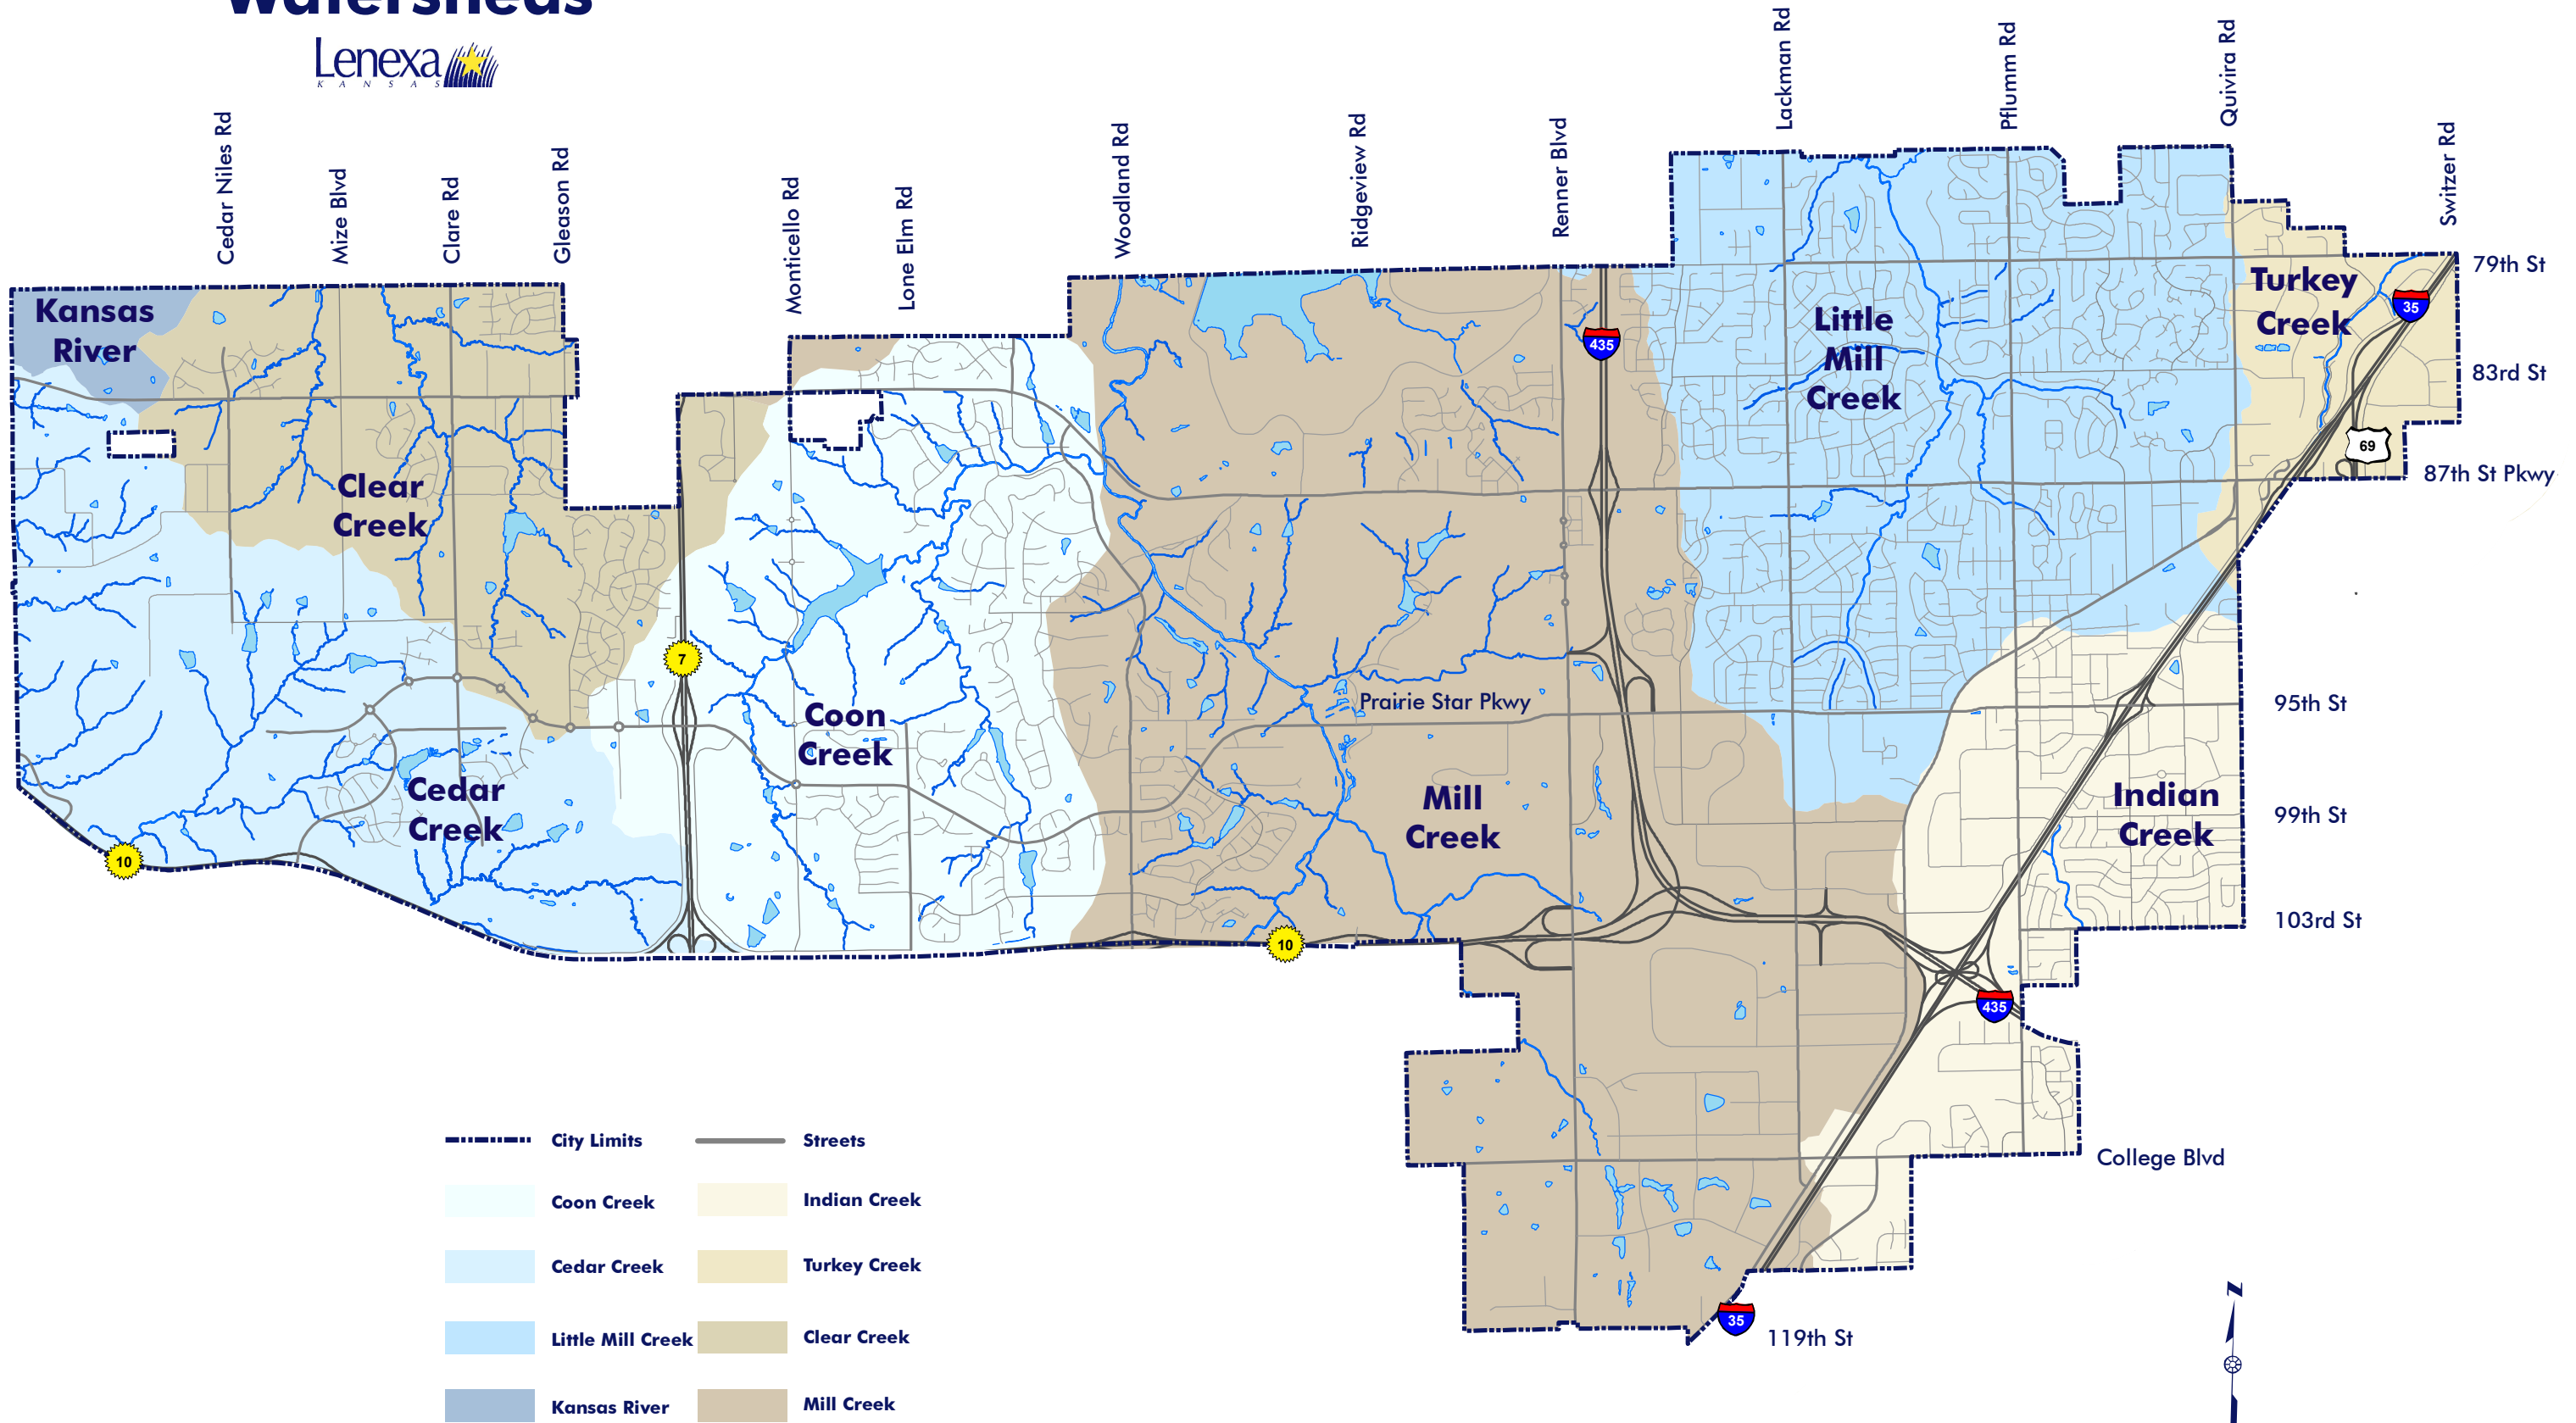 Watersheds
Lenexa
KANSAS
Cedar Niles Rd
Mize Blvd
Clare Rd
Gleason Rd
Monticello Rd
Lone Elm Rd
Woodland Rd
Ridgeview Rd
Renner Blvd
Lackman Rd
Pflumm Rd
Quivira Rd
Switzer Rd
79th St
83rd St
87th St Pkwy
95th St
99th St
103rd St
College Blvd
119th St
Kansas
River
Clear
Creek
Cedar
Creek
Coon
Creek
Mill
Creek
Little
Mill
Creek
Turkey
Creek
Indian
Creek
Prairie Star Pkwy
7
10
10
435
435
35
35
69
City Limits
Streets
Coon Creek
Indian Creek
Cedar Creek
Turkey Creek
Little Mill Creek
Clear Creek
Kansas River
Mill Creek
N